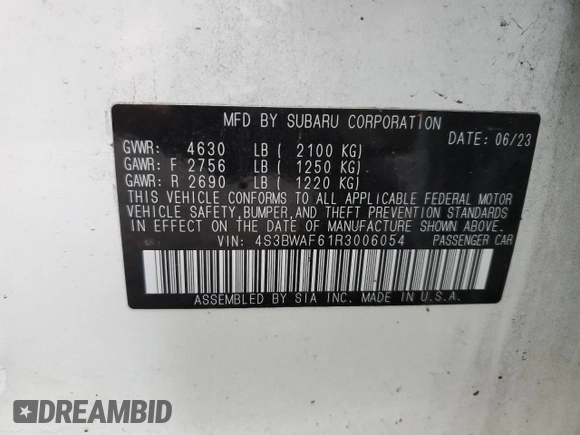 MFD BY SUBARU CORPORATION
DATE: 06/23
GVWR: 4630 LB ( 2100 KG)
GAWR: F 2756 LB ( 1250 KG)
GAWR: R 2690 LB ( 1220 KG)
THIS VEHICLE CONFORMS TO ALL APPLICABLE FEDERAL MOTOR
VEHICLE SAFETY,BUMPER,AND THEFT PREVENTION STANDARDS
IN EFFECT ON THE DATE OF MANUFACTURE SHOWN ABOVE.
VIN: 4S3BWAF61R3006054 PASSENGER CAR
ASSEMBLED BY SIA INC. MADE IN U.S.A.
DREAMBID